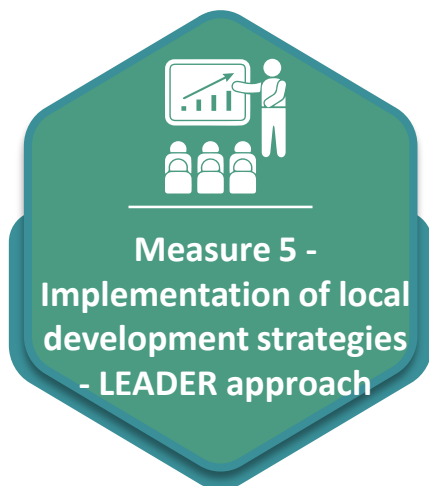 Measure 5 -
Implementation of local
development strategies
- LEADER approach